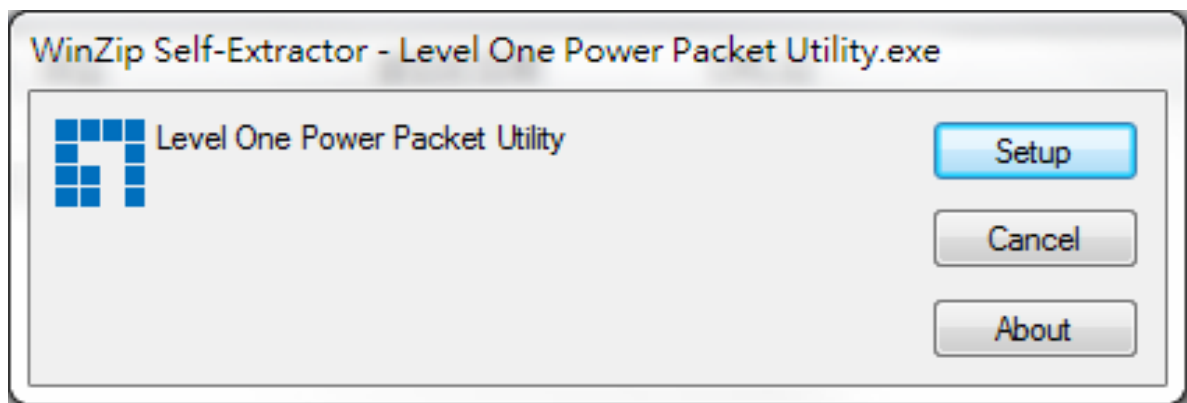 WinZip Self-Extractor - Level One Power Packet Utility.exe
Level One Power Packet Utility
Setup
Cancel
About